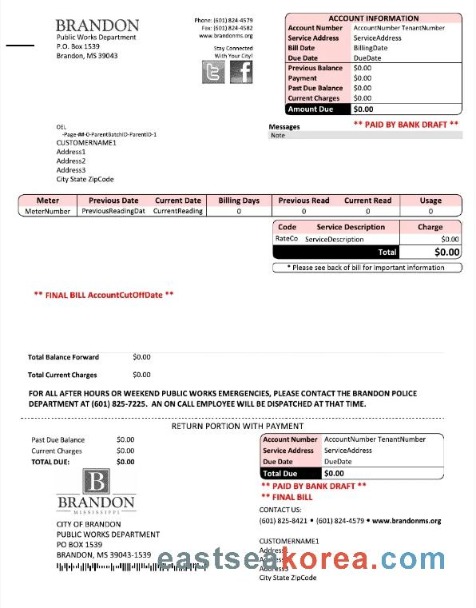 BRANDON
Public Works Department
P.O. Box 1539
Brandon, MS 39043
Phone: (601) 824-4579
Fax: (601) 824-4582
www.brandonms.org
Stay Connected
With Your City!
ACCOUNT INFORMATION
Account Number AccountNumber TenantNumber
Service Address ServiceAddress
Bill Date BillingDate
Due Date DueDate
Previous Balance $0.00
Payment $0.00
Past Due Balance $0.00
Current Charges $0.00
Amount Due $0.00
** PAID BY BANK DRAFT **
Messages
Note
OEL
-Page-##-0-ParentBatchID-ParentID-1
CUSTOMERNAME1
Address1
Address2
Address3
City State ZipCode
Meter Previous Date Current Date Billing Days Previous Read Current Read Usage
MeterNumber PreviousReadingDat CurrentReading 0 0 0 0
Code Service Description Charge
RateCo ServiceDescription $0.00
Total $0.00
* Please see back of bill for important information
** FINAL BILL AccountCutOffDate **
Total Balance Forward $0.00
Total Current Charges $0.00
FOR ALL AFTER HOURS OR WEEKEND PUBLIC WORKS EMERGENCIES, PLEASE CONTACT THE BRANDON POLICE
DEPARTMENT AT (601) 825-7225. AN ON CALL EMPLOYEE WILL BE DISPATCHED AT THAT TIME.
RETURN PORTION WITH PAYMENT
Past Due Balance $0.00
Current Charges $0.00
TOTAL DUE: $0.00
B
BRANDON
MISSISSIPPI
Account Number AccountNumber TenantNumber
Service Address ServiceAddress
Due Date DueDate
Total Due $0.00
** PAID BY BANK DRAFT **
** FINAL BILL
CONTACT US:
(601) 825-8421 • (601) 824-4579 • www.brandonms.org
CITY OF BRANDON
PUBLIC WORKS DEPARTMENT
PO BOX 1539
BRANDON, MS 39043-1539
CUSTOMERNAME1
Address1
Address3
City State ZipCode
eastseakorea.com